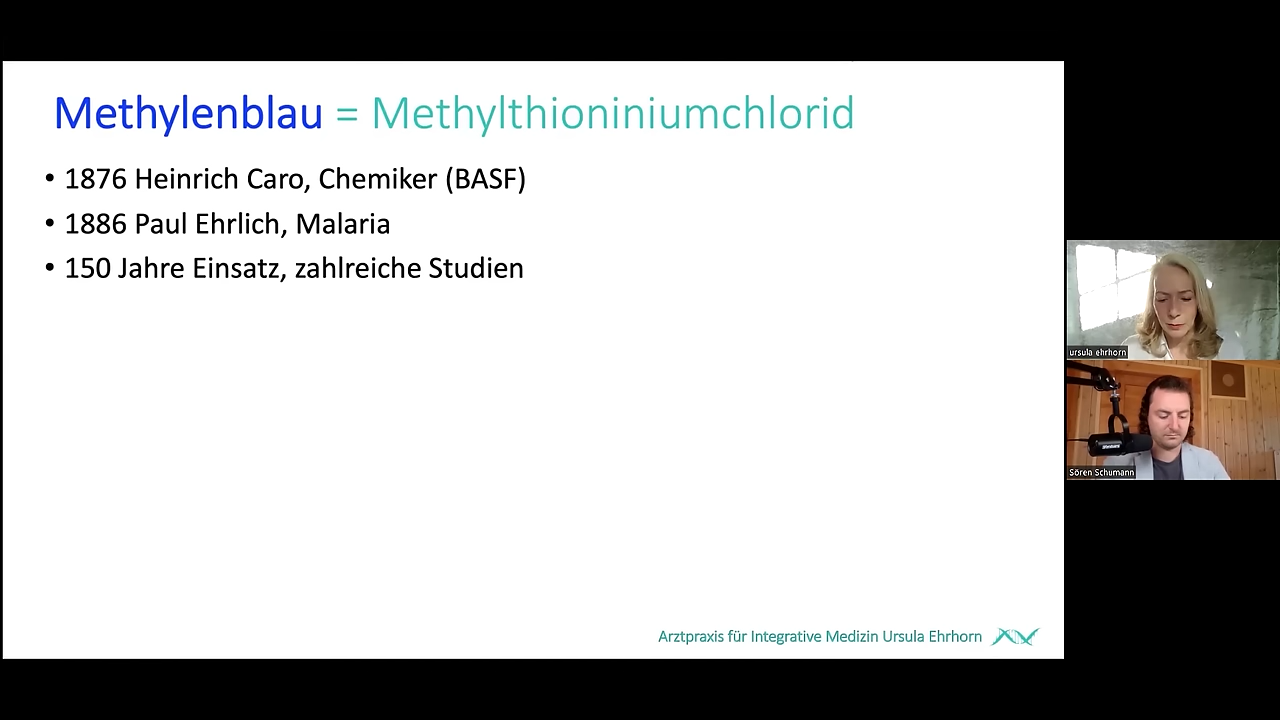 Methylenblau = Methylthioniniumchlorid
• 1876 Heinrich Caro, Chemiker (BASF)
• 1886 Paul Ehrlich, Malaria
• 150 Jahre Einsatz, zahlreiche Studien
ursula ehrhorn
Sören Schumann
Arztpraxis für Integrative Medizin Ursula Ehrhorn